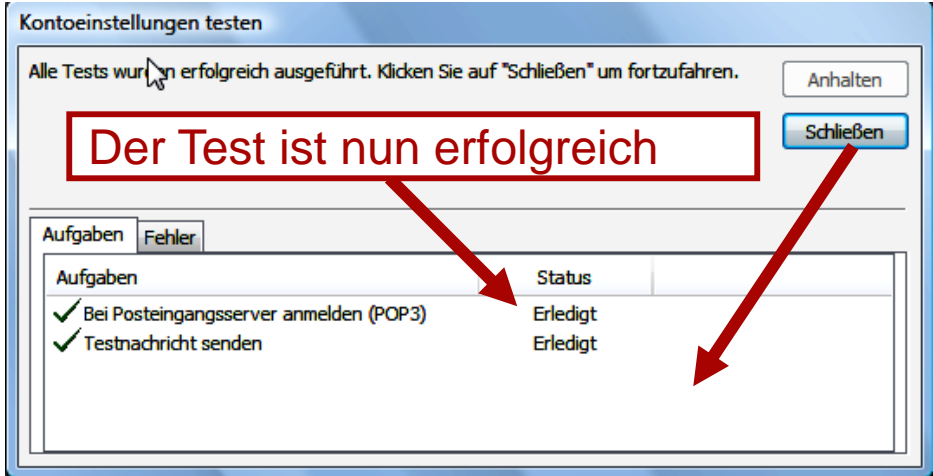 Kontoeinstellungen testen
Alle Tests wurden erfolgreich ausgeführt. Klicken Sie auf "Schließen" um fortzufahren.
Anhalten
Schließen
Der Test ist nun erfolgreich
Aufgaben Fehler
Aufgaben Status
Bei Posteingangsserver anmelden (POP3) Erledigt
Testnachricht senden Erledigt